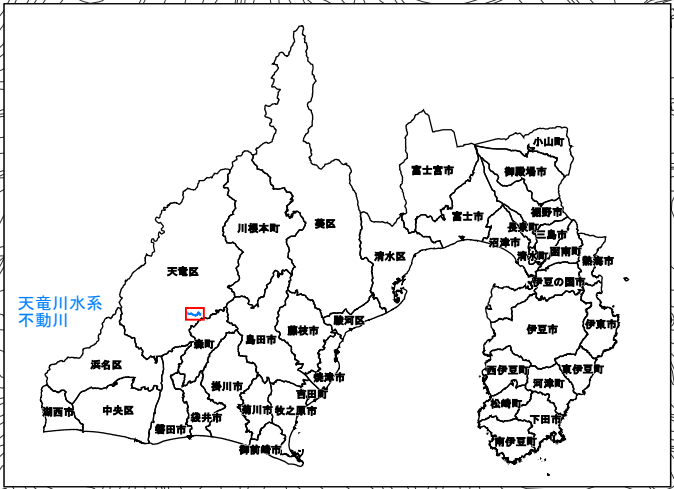 小山町
御殿場市
富士宮市
裾野市
富士市
長泉町
三島市
葵区
川根本町
沼津市
函南町
清水区
清水町
熱海市
天竜区
伊豆の国市
天竜川水系
不動川
駿河区
伊豆市
伊東市
藤枝市
島田市
森町
浜名区
西伊豆町
東伊豆町
焼津市
河津町
掛川市
吉田町
湖西市
中央区
菊川市
牧之原市
松崎町
袋井市
下田市
磐田市
南伊豆町
御前崎市